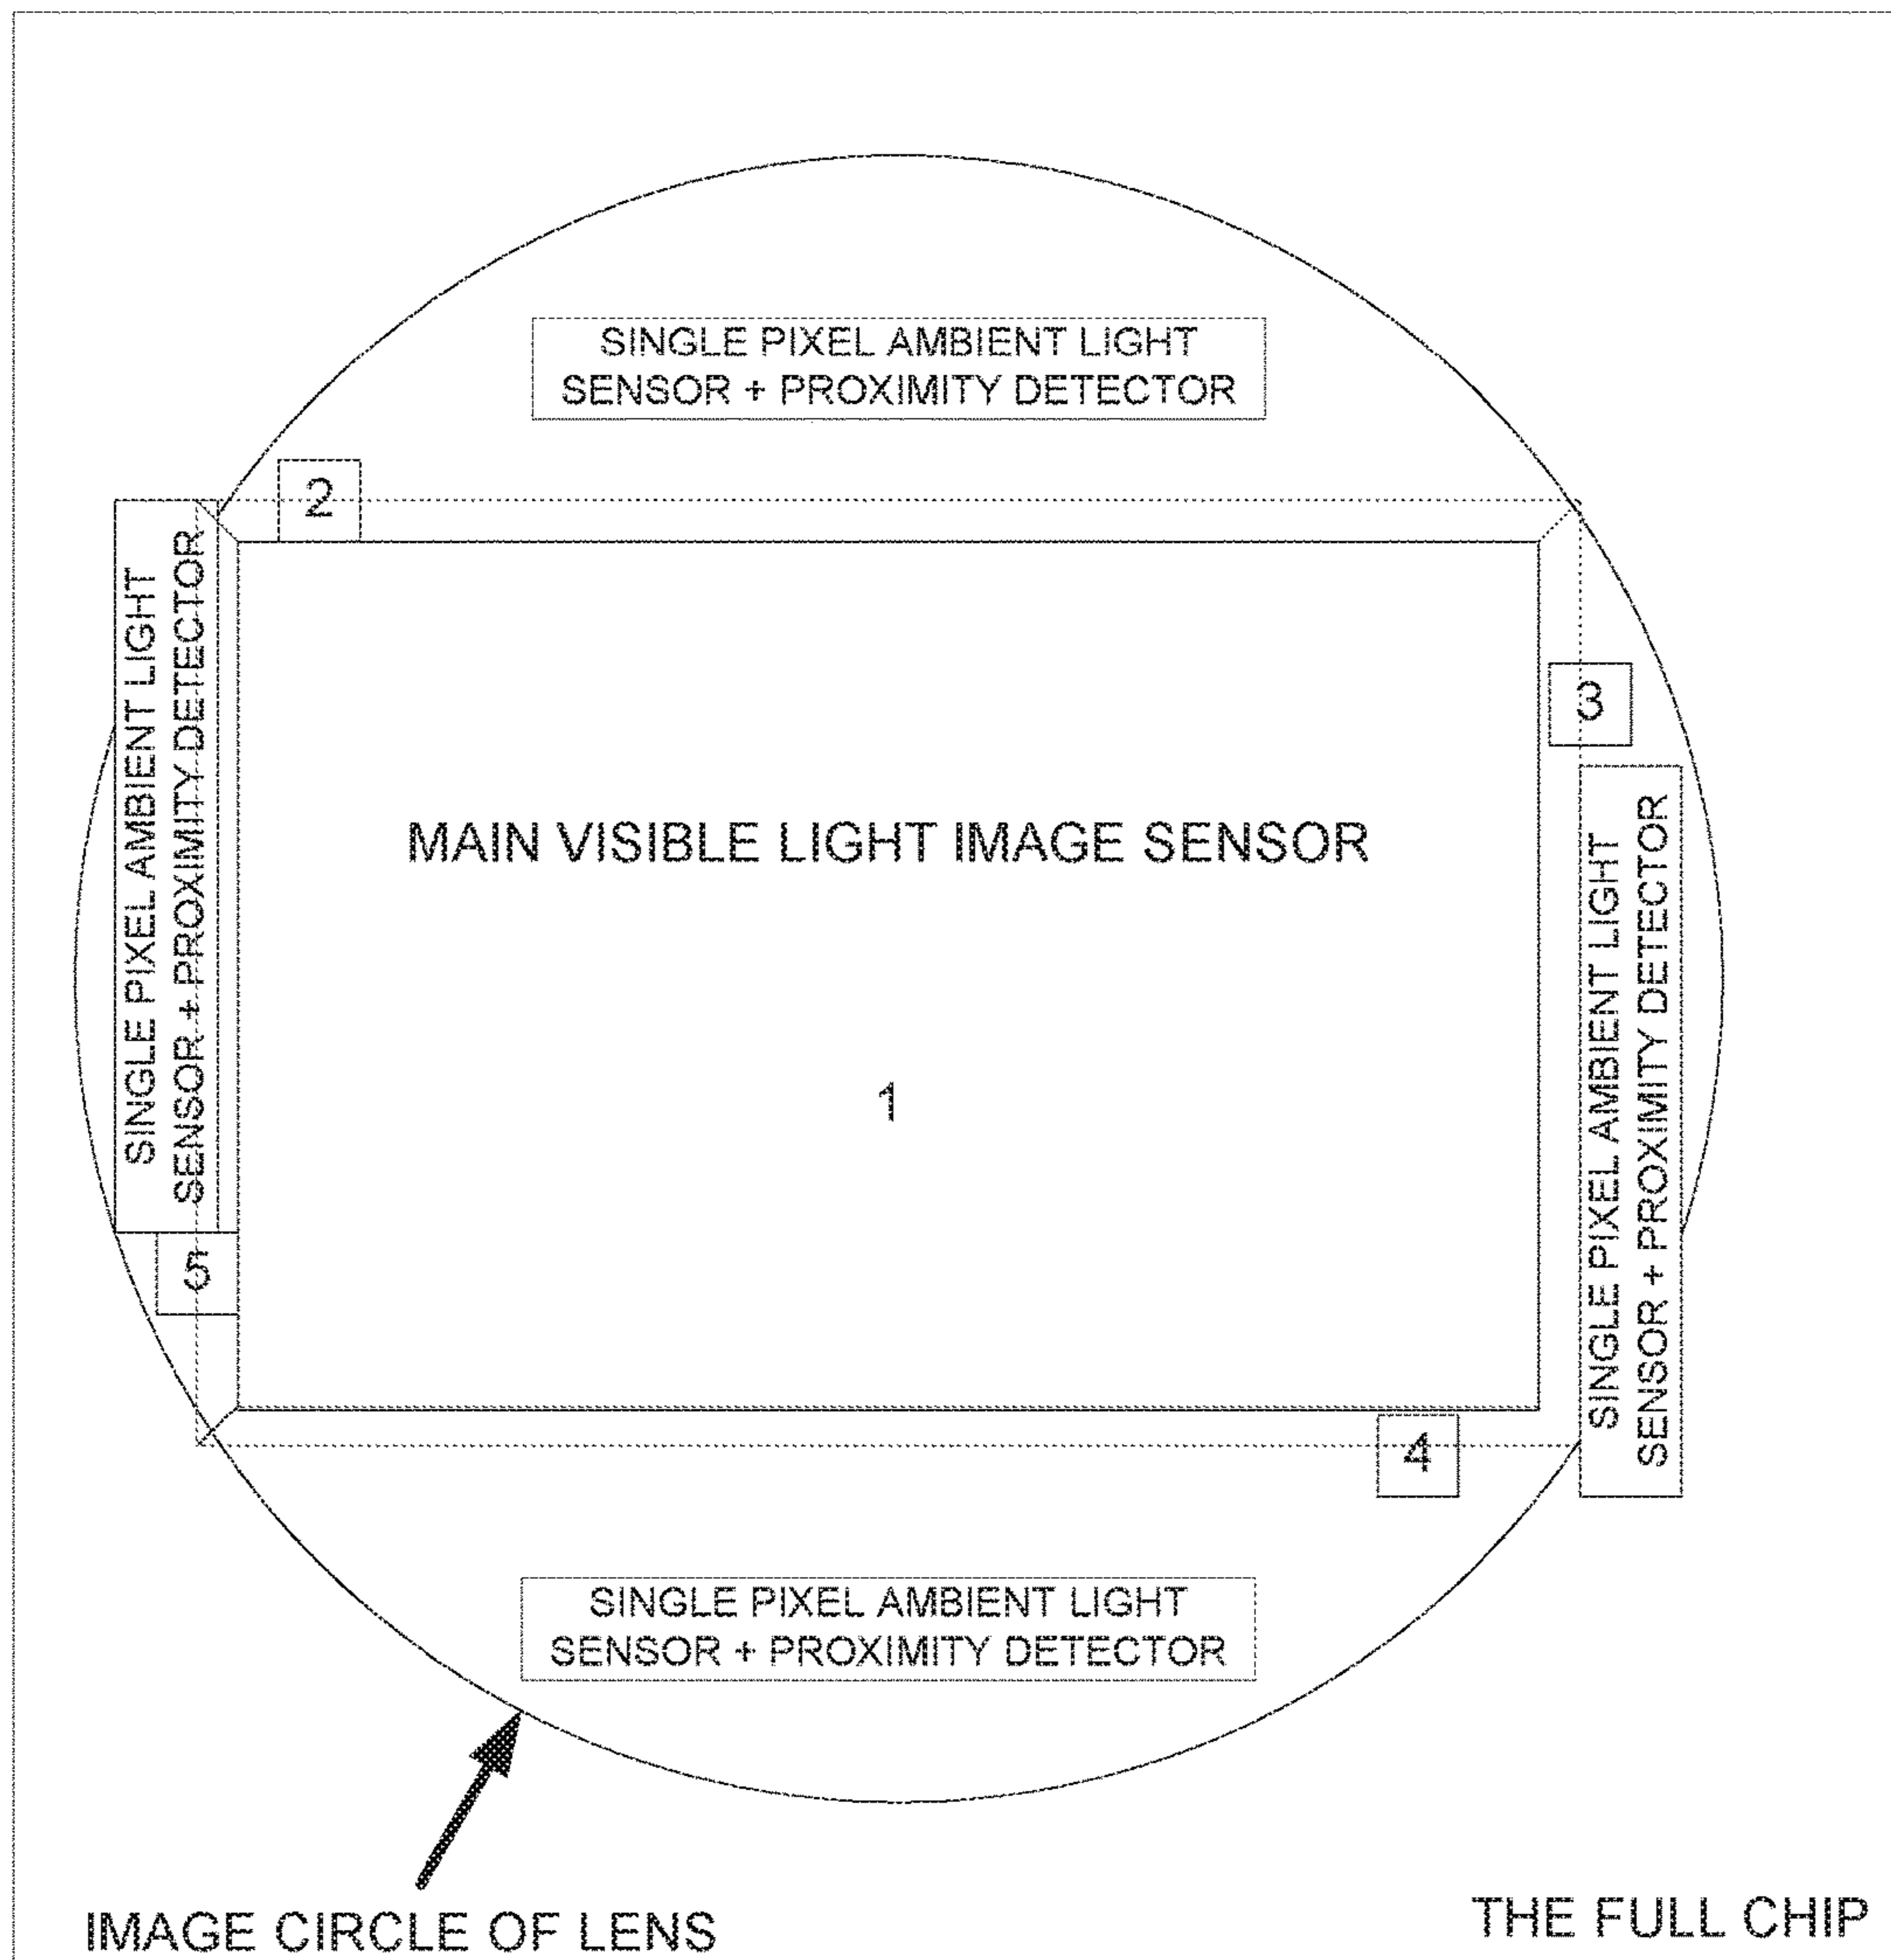 SINGLE PIXEL AMBIENT LIGHT
SENSOR + PROXIMITY DETECTOR
2
SINGLE PIXEL AMBIENT LIGHT
SENSOR + PROXIMITY DETECTOR
3
MAIN VISIBLE LIGHT IMAGE SENSOR
1
SINGLE PIXEL AMBIENT LIGHT
SENSOR + PROXIMITY DETECTOR
5
4
SINGLE PIXEL AMBIENT LIGHT
SENSOR + PROXIMITY DETECTOR
IMAGE CIRCLE OF LENS
THE FULL CHIP